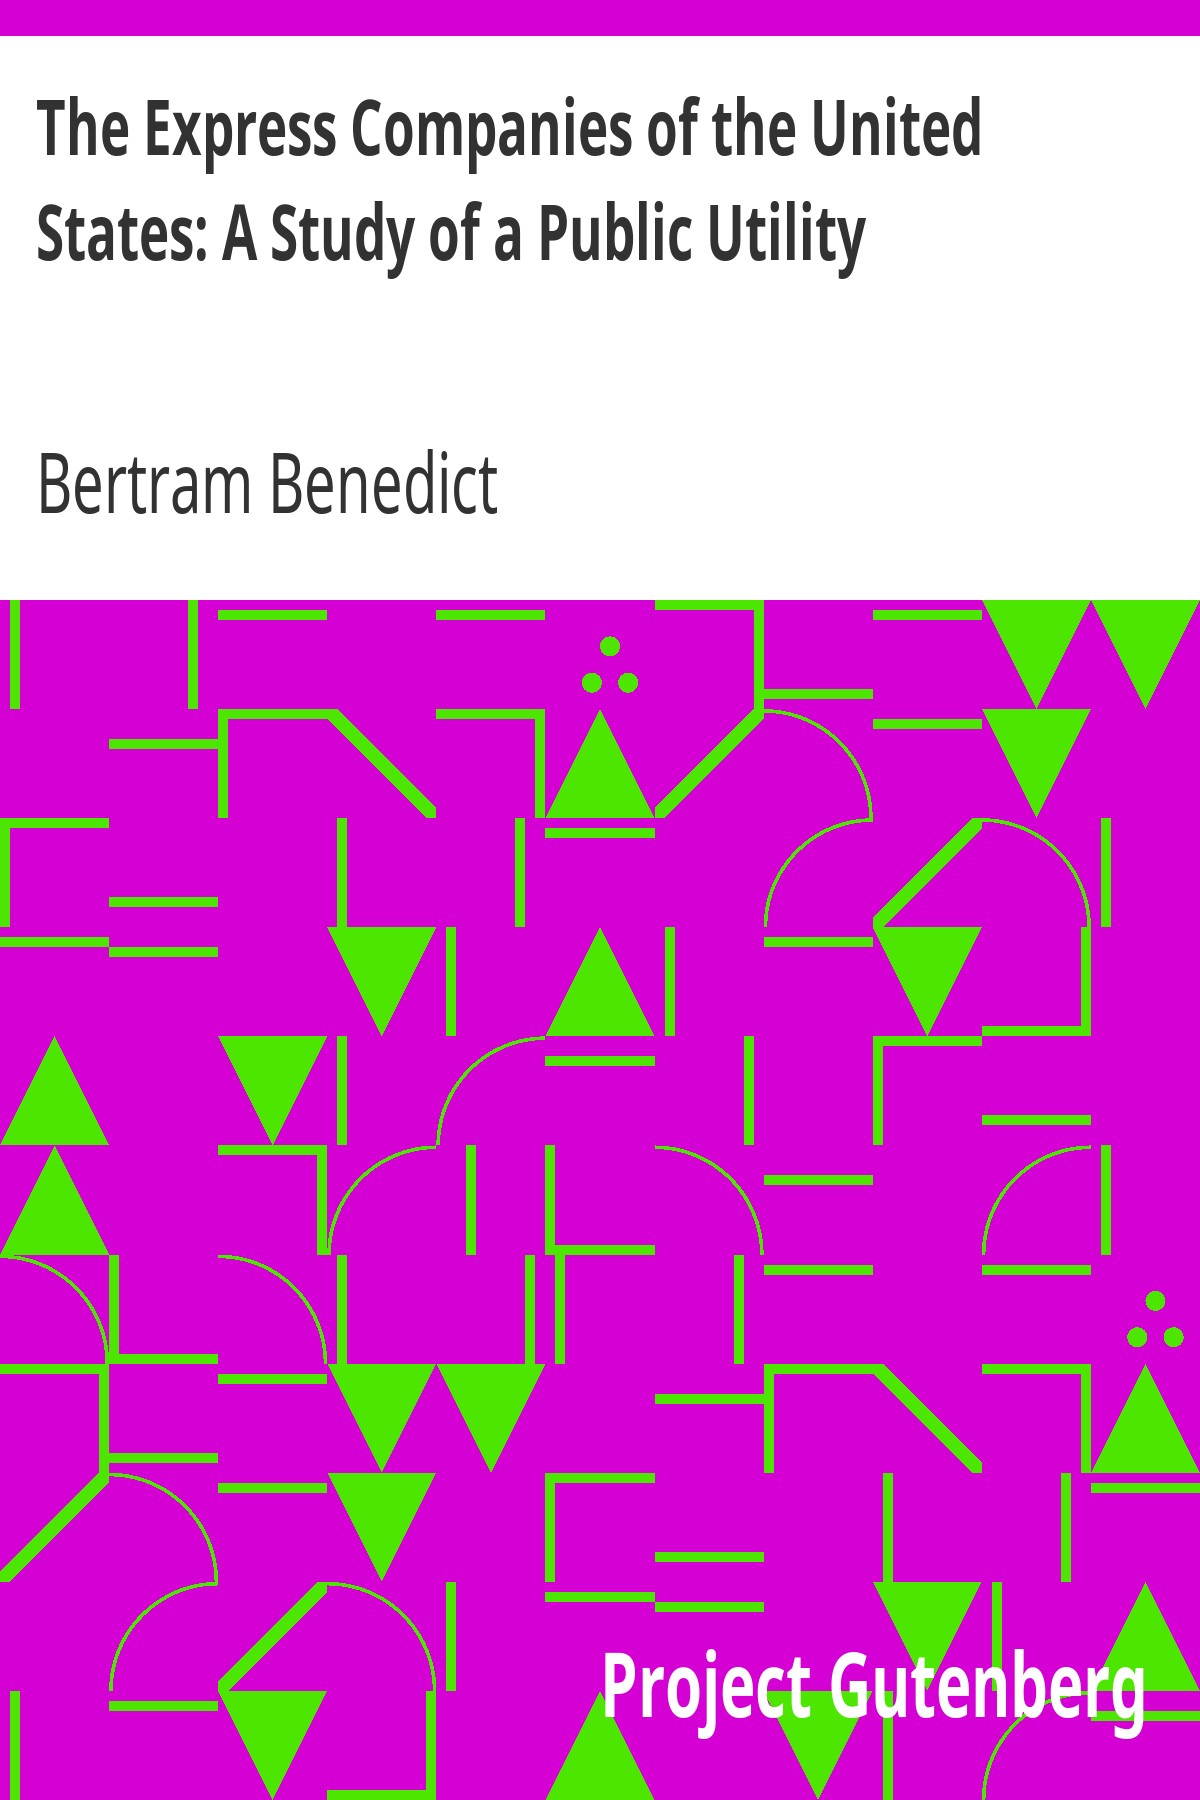 The Express Companies of the United
States: A Study of a Public Utility
Bertram Benedict
Project Gutenberg